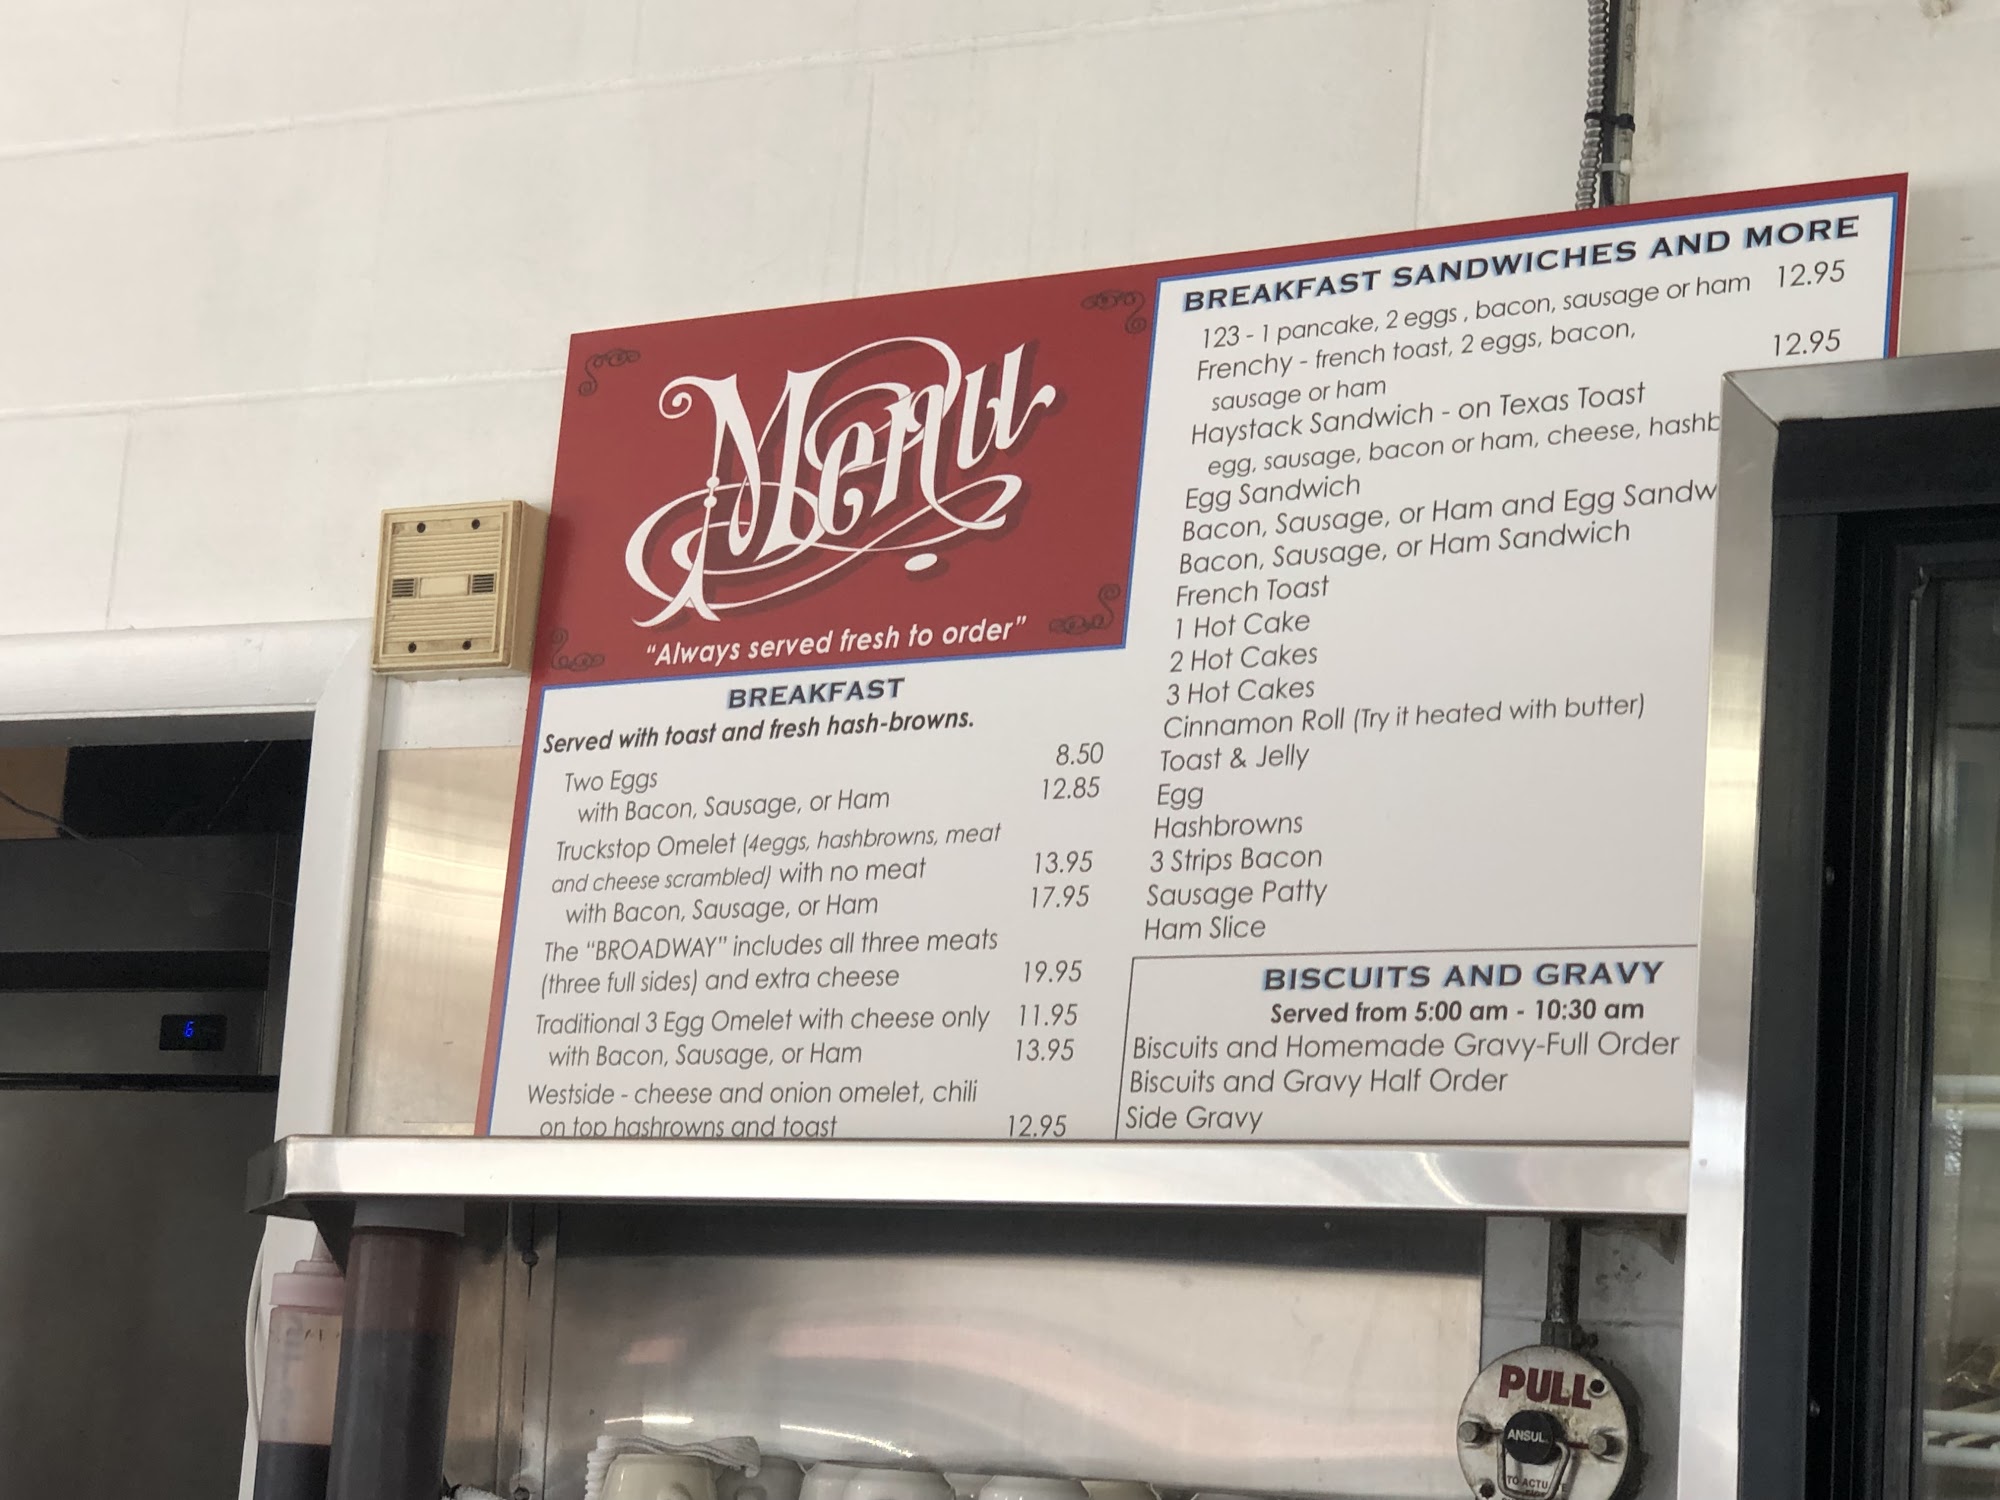 Menu
"Always served fresh to order"
BREAKFAST
Served with toast and fresh hash-browns.
Two Eggs 8.50
with Bacon, Sausage, or Ham 12.85
Truckstop Omelet (4eggs, hashbrowns, meat
and cheese scrambled) with no meat 13.95
with Bacon, Sausage, or Ham 17.95
The "BROADWAY" includes all three meats
(three full sides) and extra cheese 19.95
Traditional 3 Egg Omelet with cheese only 11.95
with Bacon, Sausage, or Ham 13.95
Westside - cheese and onion omelet, chili
on top hashrowns and toast 12.95
BREAKFAST SANDWICHES AND MORE
123 - 1 pancake, 2 eggs , bacon, sausage or ham 12.95
Frenchy - french toast, 2 eggs, bacon, 12.95
sausage or ham
Haystack Sandwich - on Texas Toast
egg, sausage, bacon or ham, cheese, hashb
Egg Sandwich
Bacon, Sausage, or Ham and Egg Sandw
Bacon, Sausage, or Ham Sandwich
French Toast
1 Hot Cake
2 Hot Cakes
3 Hot Cakes
Cinnamon Roll (Try it heated with butter)
Toast & Jelly
Egg
Hashbrowns
3 Strips Bacon
Sausage Patty
Ham Slice
BISCUITS AND GRAVY
Served from 5:00 am - 10:30 am
Biscuits and Homemade Gravy-Full Order
Biscuits and Gravy Half Order
Side Gravy
6
PULL
ANSUL
TO ACTU